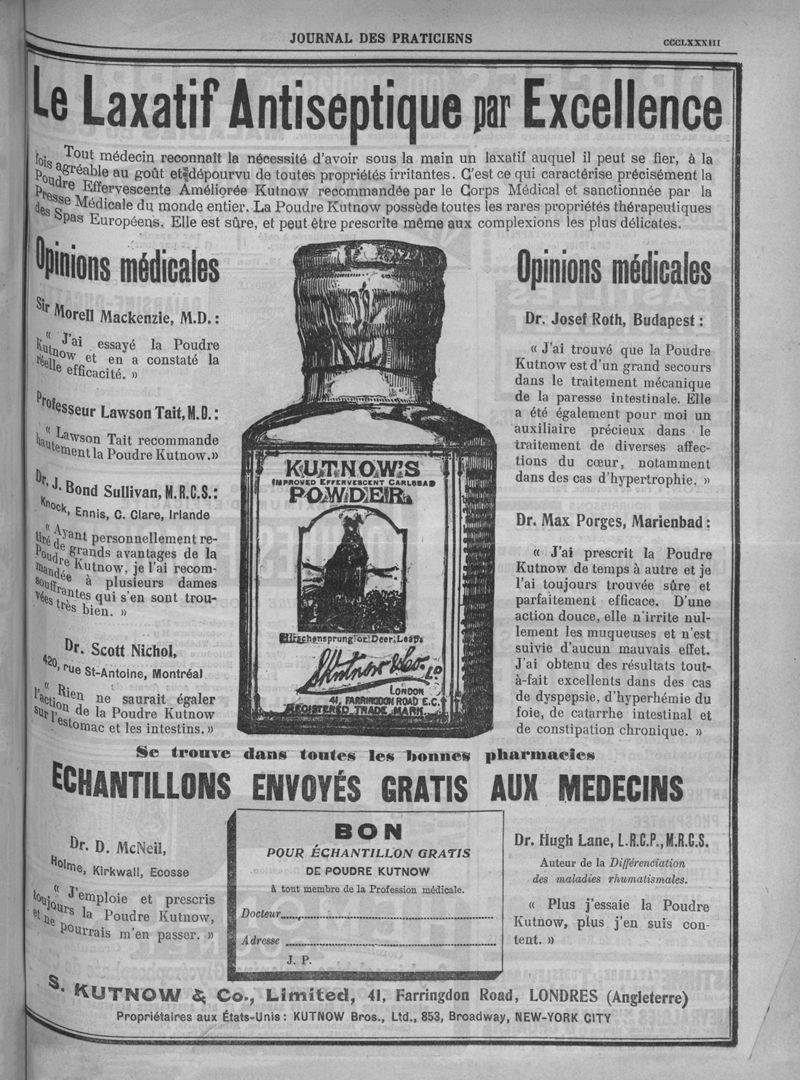 JOURNAL DES PRATICIENS
CCCLXXXIII
Le Laxatif Antiseptique par Excellence
Tout médecin reconnaît la nécessité d'avoir sous la main un laxatif auquel il peut se fier, à la
fois agréable au goût et dépourvu de toutes propriétés irritantes. C'est ce qui caractérise précisément la
Poudre Effervescente Améliorée Kutnow recommandée par le Corps Médical et sanctionnée par la
Presse Médicale du monde entier. La Poudre Kutnow possède toutes les rares propriétés thérapeutiques
des Spas Européens. Elle est sûre, et peut être prescrite même aux complexions les plus délicates.
Opinions médicales
Sir Morell Mackenzie, M.D. :
« J'ai essayé la Poudre
Kutnow et en a constaté la
réelle efficacité. »
Professeur Lawson Tait, M.D. :
« Lawson Tait recommande
hautement la Poudre Kutnow. »
Dr. J. Bond Sullivan, M.R.C.S. :
Knock, Ennis, C. Clare, Irlande
« Ayant personnellement re-
tiré de grands avantages de la
Poudre Kutnow, je l'ai recom-
mandée à plusieurs dames
souffrantes qui s'en sont trou-
vées très bien. »
Dr. Scott Nichol,
420, rue St-Antoine, Montréal
« Rien ne saurait égaler
l'action de la Poudre Kutnow
sur l'estomac et les intestins. »
KUTNOW'S
IMPROVED EFFERVESCENT CARLSBAD
POWDER
Hirschensprung or Deer Leap
S. Kutnow & Co. Ld
LONDON
41, FARRINGDON ROAD E.C.
REGISTERED TRADE MARK
Opinions médicales
Dr. Josef Roth, Budapest :
« J'ai trouvé que la Poudre
Kutnow est d'un grand secours
dans le traitement mécanique
de la paresse intestinale. Elle
a été également pour moi un
auxiliaire précieux dans le
traitement de diverses affec-
tions du cœur, notamment
dans des cas d'hypertrophie. »
Dr. Max Porges, Marienbad :
« J'ai prescrit la Poudre
Kutnow de temps à autre et je
l'ai toujours trouvée sûre et
parfaitement efficace. D'une
action douce, elle n'irrite nul-
lement les muqueuses et n'est
suivie d'aucun mauvais effet.
J'ai obtenu des résultats tout-
à-fait excellents dans des cas
de dyspepsie, d'hyperhémie du
foie, de catarrhe intestinal et
de constipation chronique. »
Se trouve dans toutes les bonnes pharmacies
ECHANTILLONS ENVOYÉS GRATIS AUX MEDECINS
Dr. D. McNeil,
Holme, Kirkwall, Ecosse
« J'emploie et prescris
toujours la Poudre Kutnow,
et ne pourrais m'en passer. »
BON
POUR ÉCHANTILLON GRATIS
DE POUDRE KUTNOW
à tout membre de la Profession médicale.
Docteur
Adresse
J. P.
Dr. Hugh Lane, L.R.C.P., M.R.C.S.
Auteur de la Différenciation
des maladies rhumatismales.
« Plus j'essaie la Poudre
Kutnow, plus j'en suis con-
tent. »
S. KUTNOW & Co., Limited, 41, Farringdon Road, LONDRES (Angleterre)
Propriétaires aux États-Unis : KUTNOW Bros., Ltd., 853, Broadway, NEW-YORK CITY